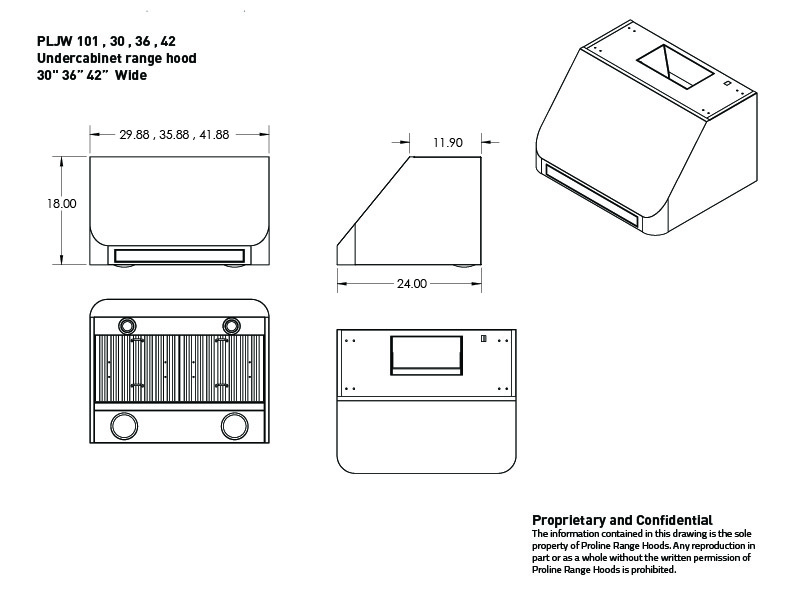 PLJW 101 , 30 , 36 , 42
Undercabinet range hood
30" 36” 42”  Wide
29.88 , 35.88 , 41.88
11.90
18.00
24.00
Proprietary and Confidential
The information contained in this drawing is the sole
property of Proline Range Hoods. Any reproduction in
part or as a whole without the written permission of
Proline Range Hoods is prohibited.